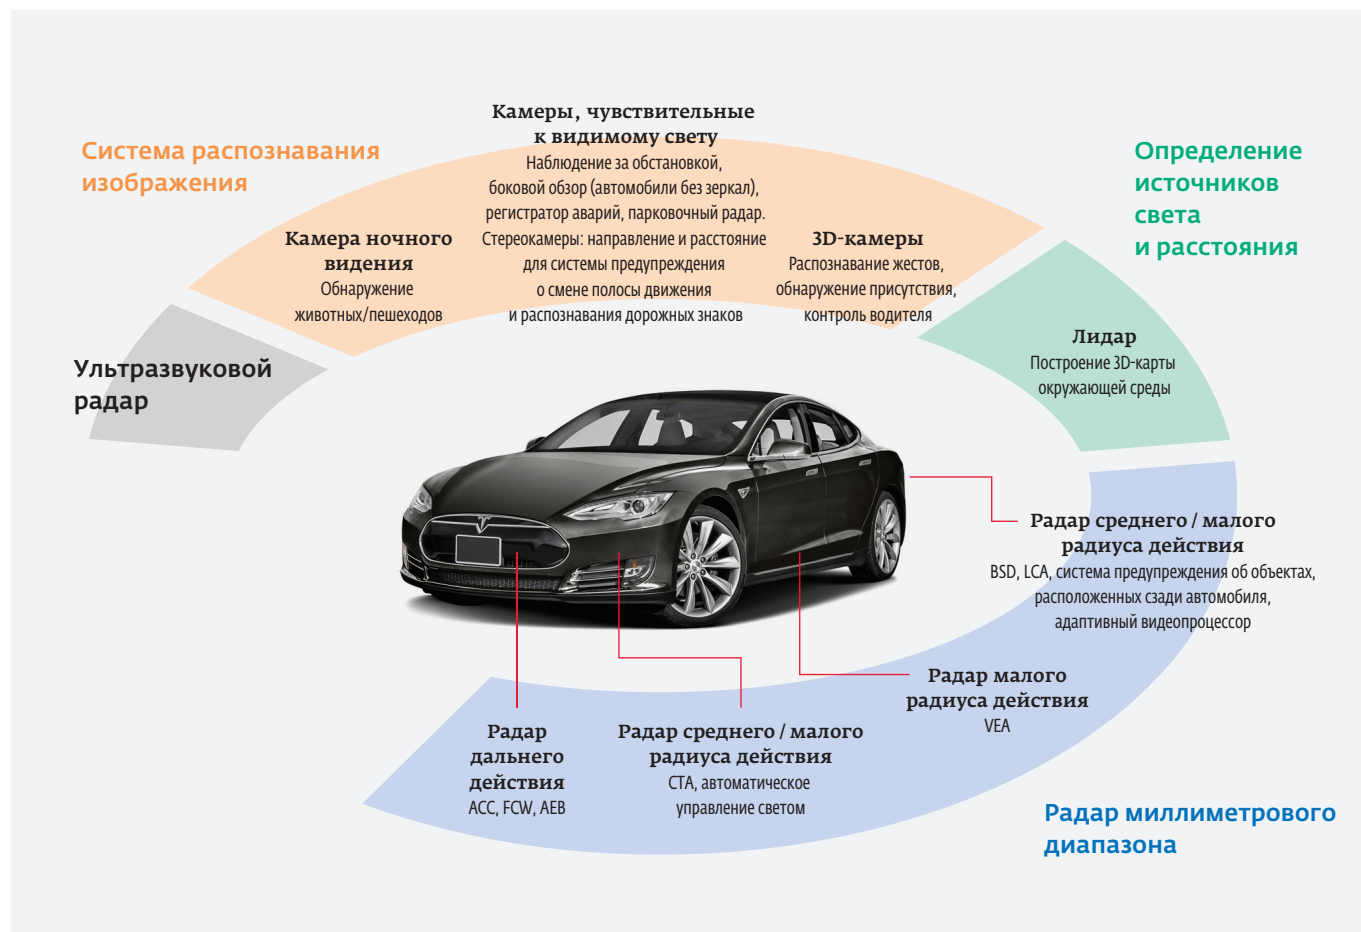 Система распознавания
изображения
Камеры, чувствительные
к видимому свету
Наблюдение за обстановкой,
боковой обзор (автомобили без зеркал),
регистратор аварий, парковочный радар.
Стереокамеры: направление и расстояние
для системы предупреждения
о смене полосы движения
и распознавания дорожных знаков
Камера ночного
видения
Обнаружение
животных/пешеходов
3D-камеры
Распознавание жестов,
обнаружение присутствия,
контроль водителя
Определение
источников
света
и расстояния
Лидар
Построение 3D-карты
окружающей среды
Ультразвуковой
радар
Радар среднего / малого
радиуса действия
BSD, LCA, система предупреждения об объектах,
расположенных сзади автомобиля,
адаптивный видеопроцессор
Радар малого
радиуса действия
VEA
Радар
дальнего
действия
ACC, FCW, AEB
Радар среднего / малого
радиуса действия
CTA, автоматическое
управление светом
Радар миллиметрового
диапазона